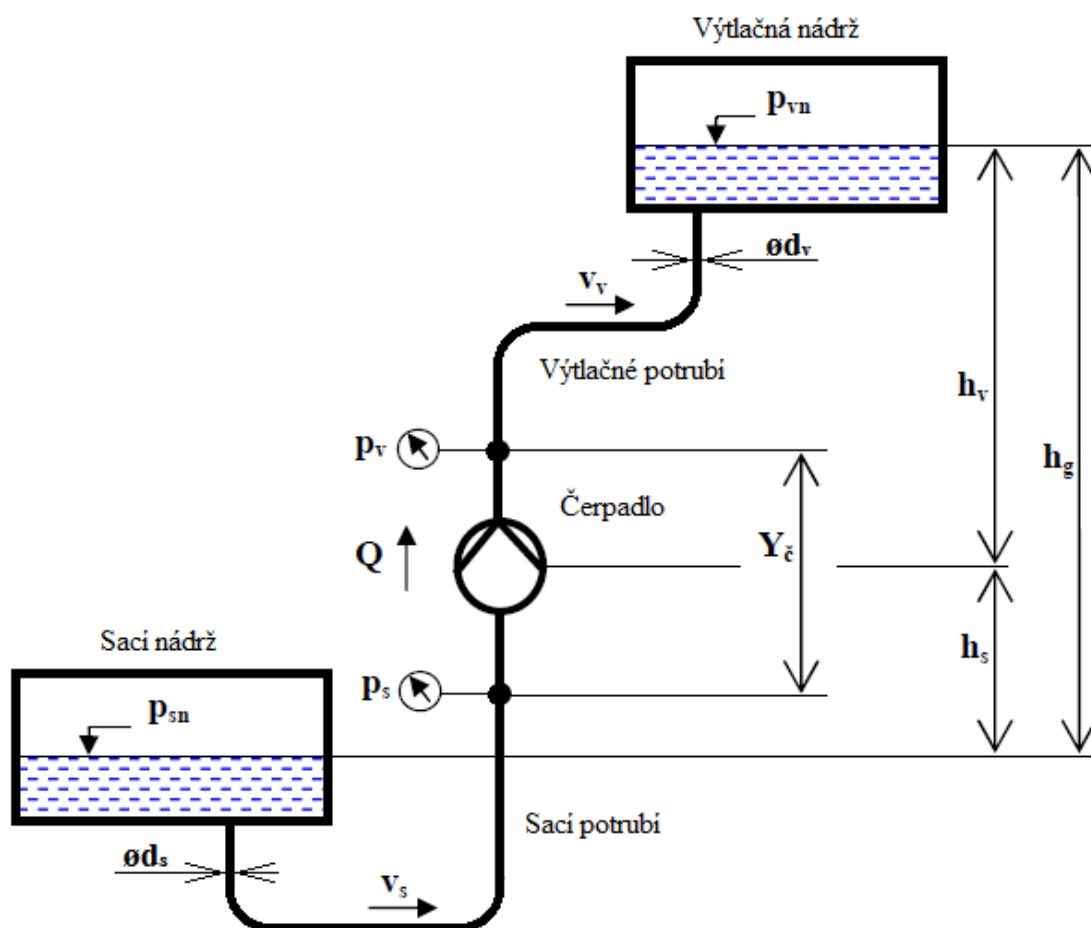 Výtlačná nádrž
pvn
ødv
vv
Výtlačné potrubí
hv
pv
hg
Čerpadlo
Q
Yč
Sací nádrž
hs
ps
psn
Sací potrubí
øds
vs